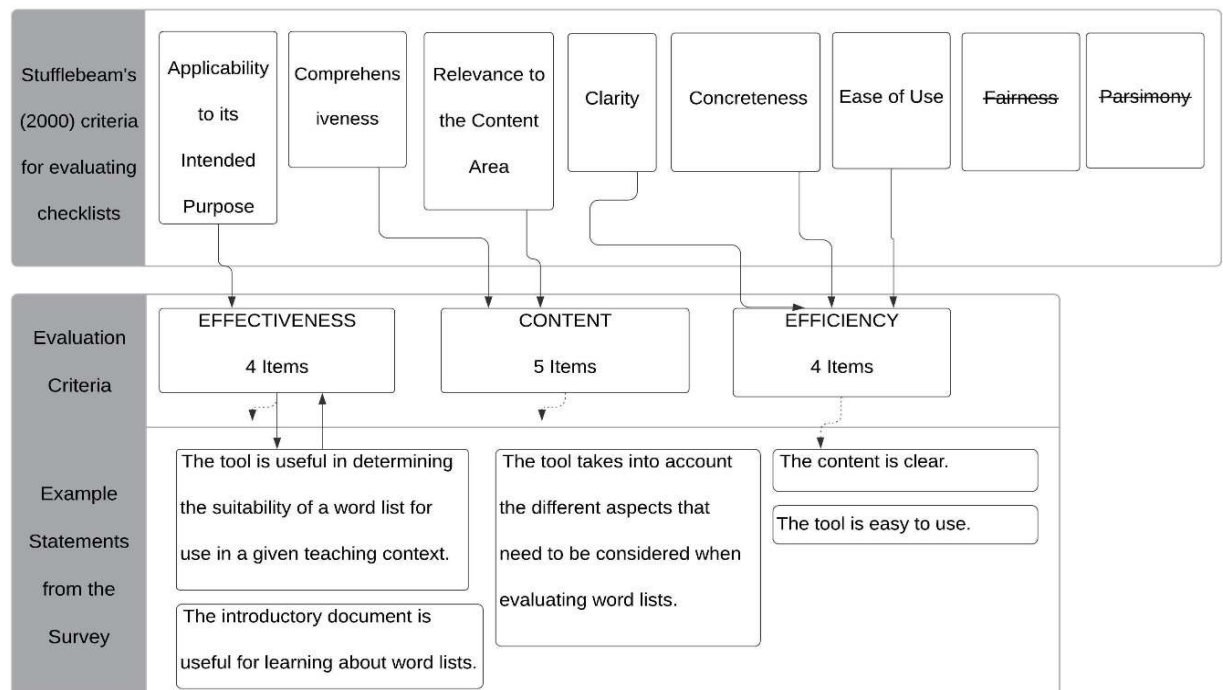 Stufflebeam's
(2000) criteria
for evaluating
checklists
Applicability
to its
Intended
Purpose
Comprehens
iveness
Relevance to
the Content
Area
Clarity
Concreteness
Ease of Use
Fairness
Parsimony
Evaluation
Criteria
EFFECTIVENESS
4 Items
CONTENT
5 Items
EFFICIENCY
4 Items
Example
Statements
from the
Survey
The tool is useful in determining
the suitability of a word list for
use in a given teaching context.
The introductory document is
useful for learning about word lists.
The tool takes into account
the different aspects that
need to be considered when
evaluating word lists.
The content is clear.
The tool is easy to use.